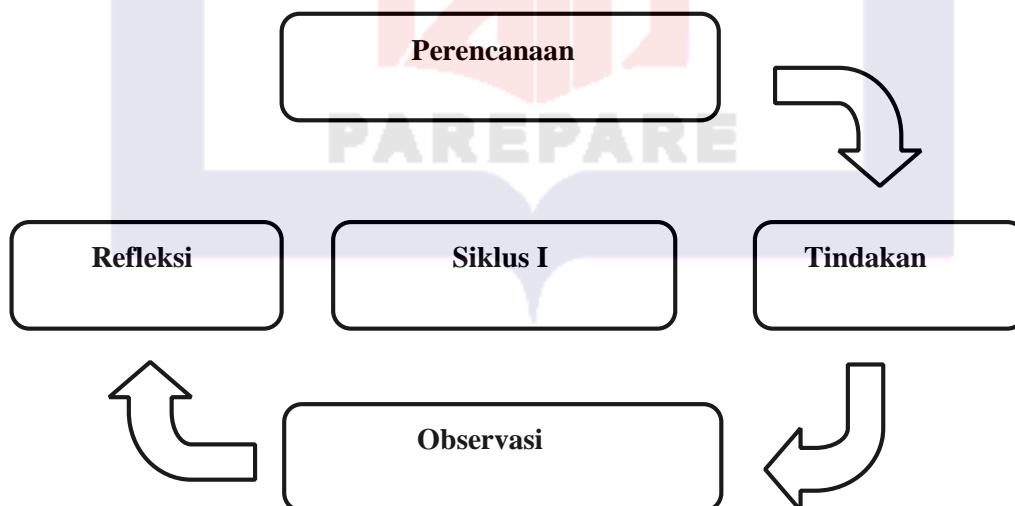 Perencanaan
PAREPARE
Refleksi
Siklus I
Tindakan
Observasi